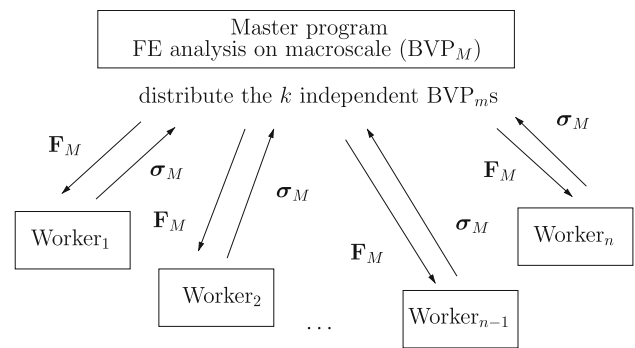 Master program
FE analysis on macroscale (BVP_M)
distribute the k independent BVP_ms
F_M
σ_M
F_M
σ_M
F_M
σ_M
F_M
σ_M
Worker_1
Worker_2
...
Worker_{n−1}
Worker_n